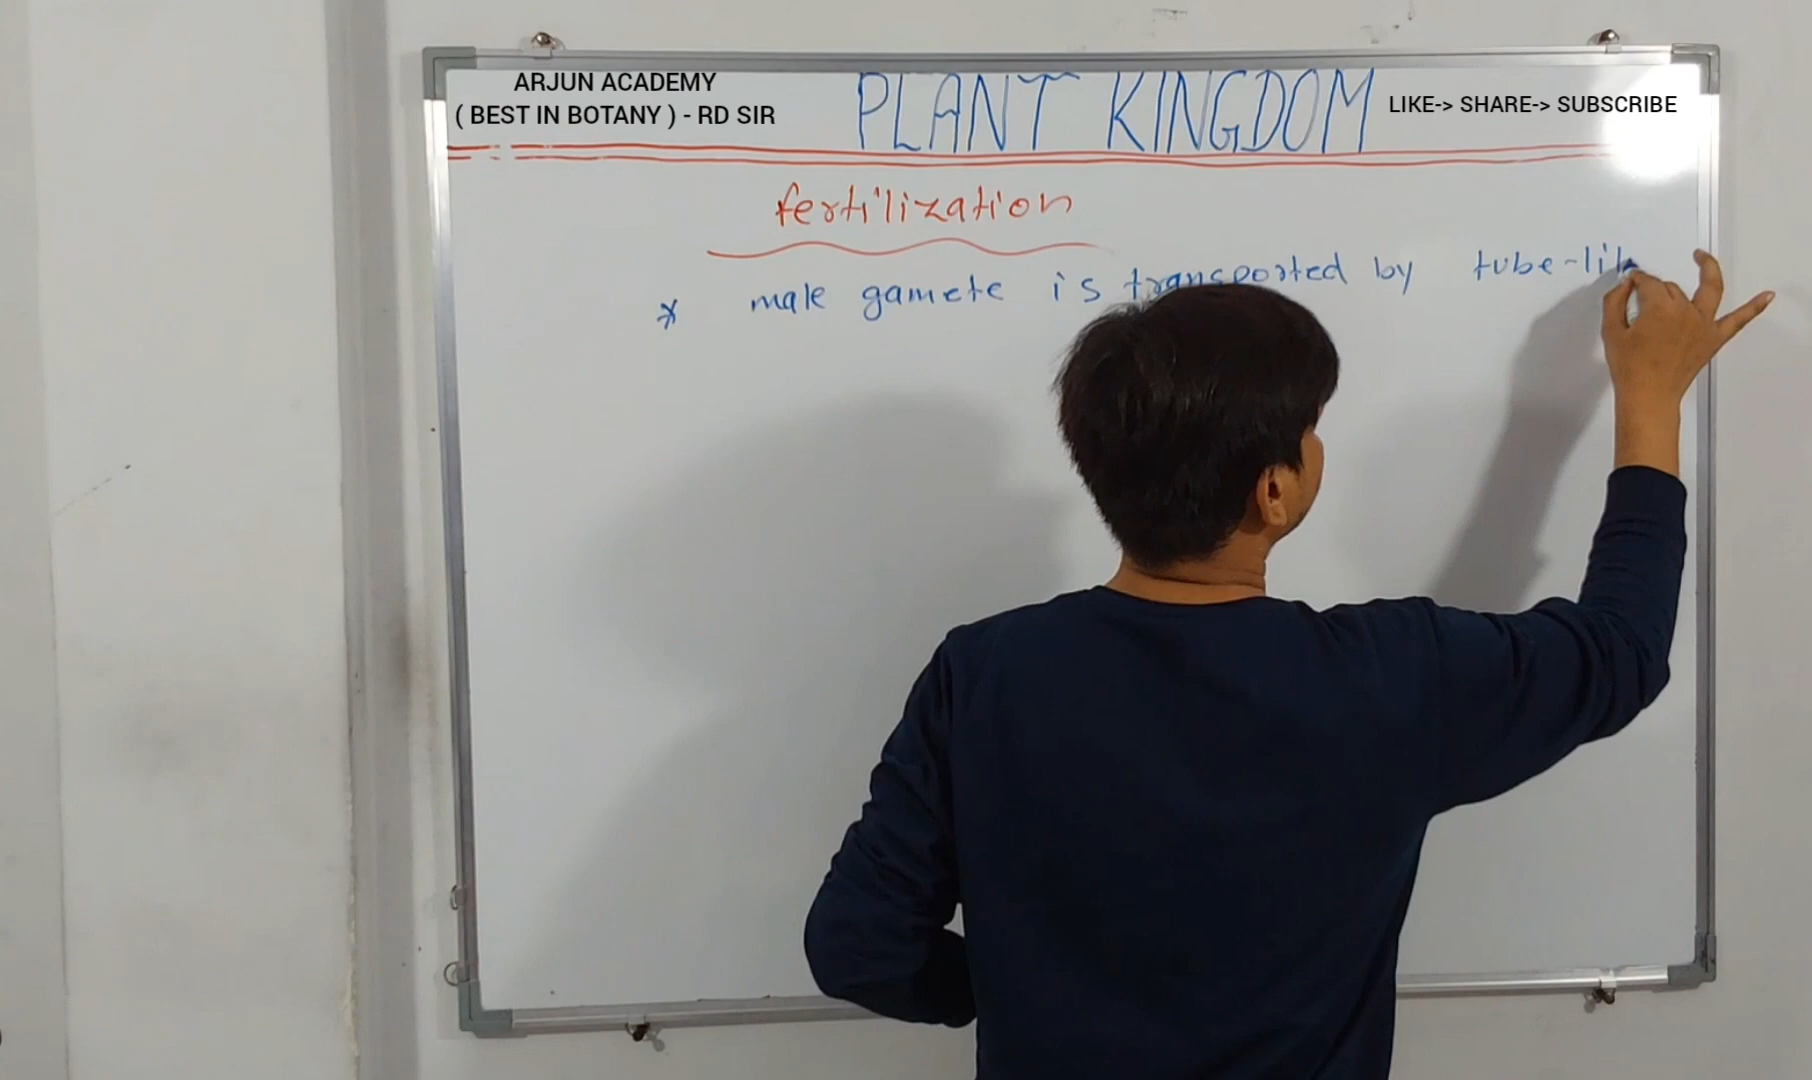 ARJUN ACADEMY
( BEST IN BOTANY ) - RD SIR
PLANT KINGDOM
LIKE-> SHARE-> SUBSCRIBE
fertilization
* male gamete is transported by tube-lik